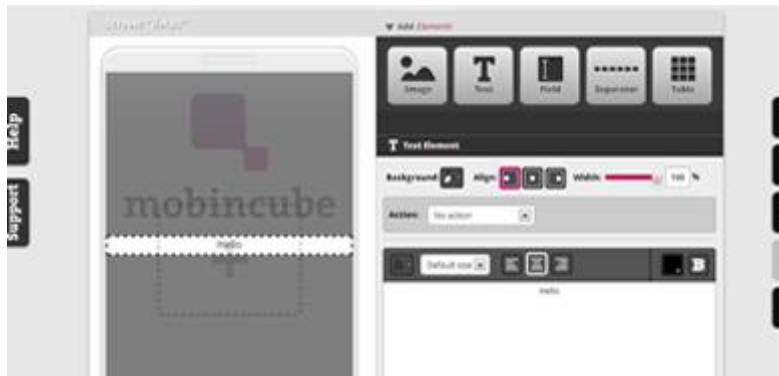 Add Element
Image
Text
Field
Separator
Table
Help
Text Element
Background:
Align:
Width:
100 %
Support
mobincube
Action:
No action
Hello
Default size
B
Hello